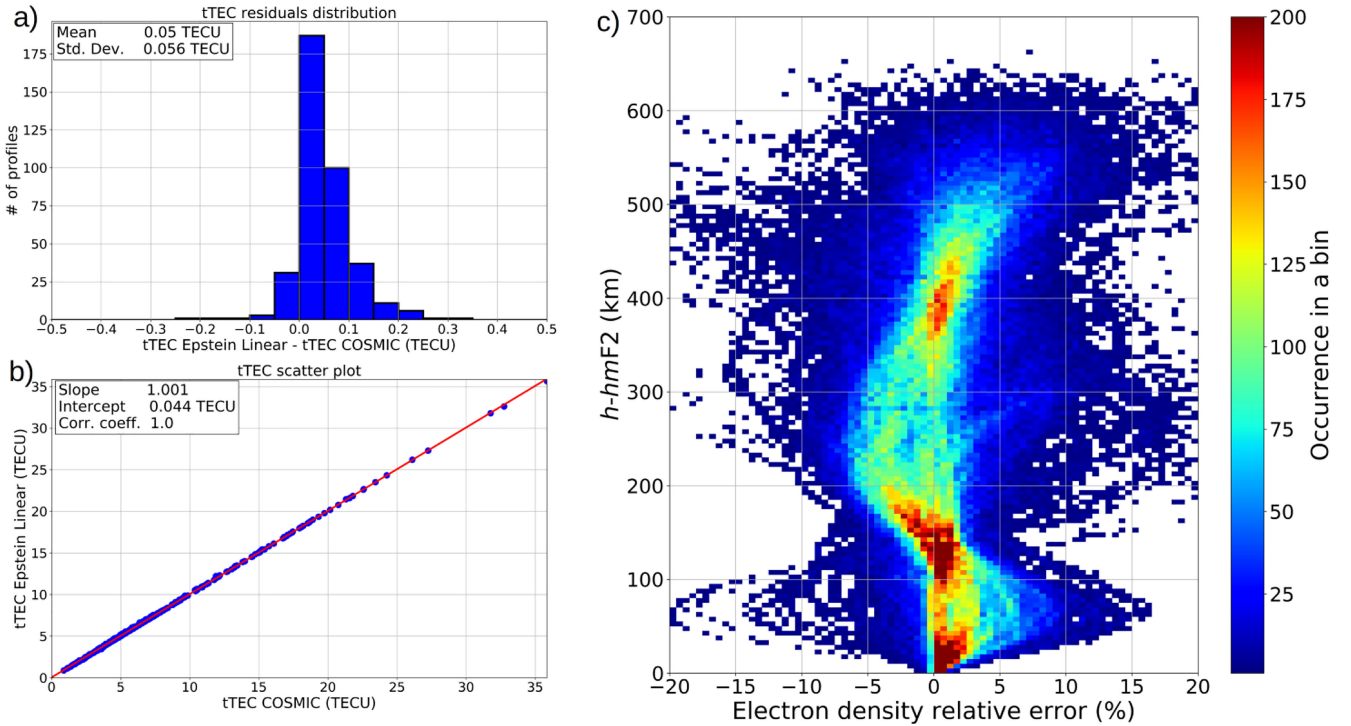 a)
tTEC residuals distribution
Mean 0.05 TECU
Std. Dev. 0.056 TECU
175
150
125
100
75
50
25
0
# of profiles
−0.5 −0.4 −0.3 −0.2 −0.1 0.0 0.1 0.2 0.3 0.4 0.5
tTEC Epstein Linear - tTEC COSMIC (TECU)
b)
tTEC scatter plot
Slope 1.001
Intercept 0.044 TECU
Corr. coeff. 1.0
35
30
25
20
15
10
5
0
tTEC Epstein Linear (TECU)
0 5 10 15 20 25 30 35
tTEC COSMIC (TECU)
c)
700
600
500
400
300
200
100
0
h-hmF2 (km)
−20 −15 −10 −5 0 5 10 15 20
Electron density relative error (%)
200
175
150
125
100
75
50
25
Occurrence in a bin